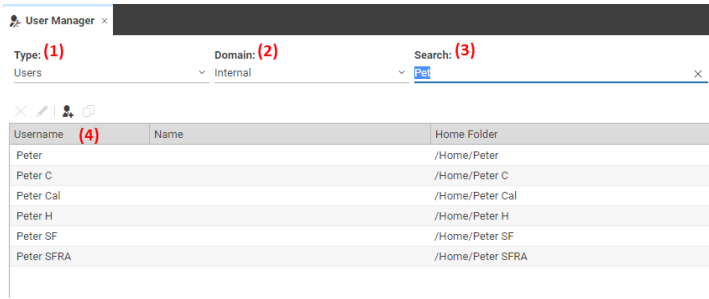 User Manager ×
Type: (1) Domain: (2) Search: (3)
Users Internal Pet
Username (4) Name Home Folder
Peter /Home/Peter
Peter C /Home/Peter C
Peter Cal /Home/Peter Cal
Peter H /Home/Peter H
Peter SF /Home/Peter SF
Peter SFRA /Home/Peter SFRA